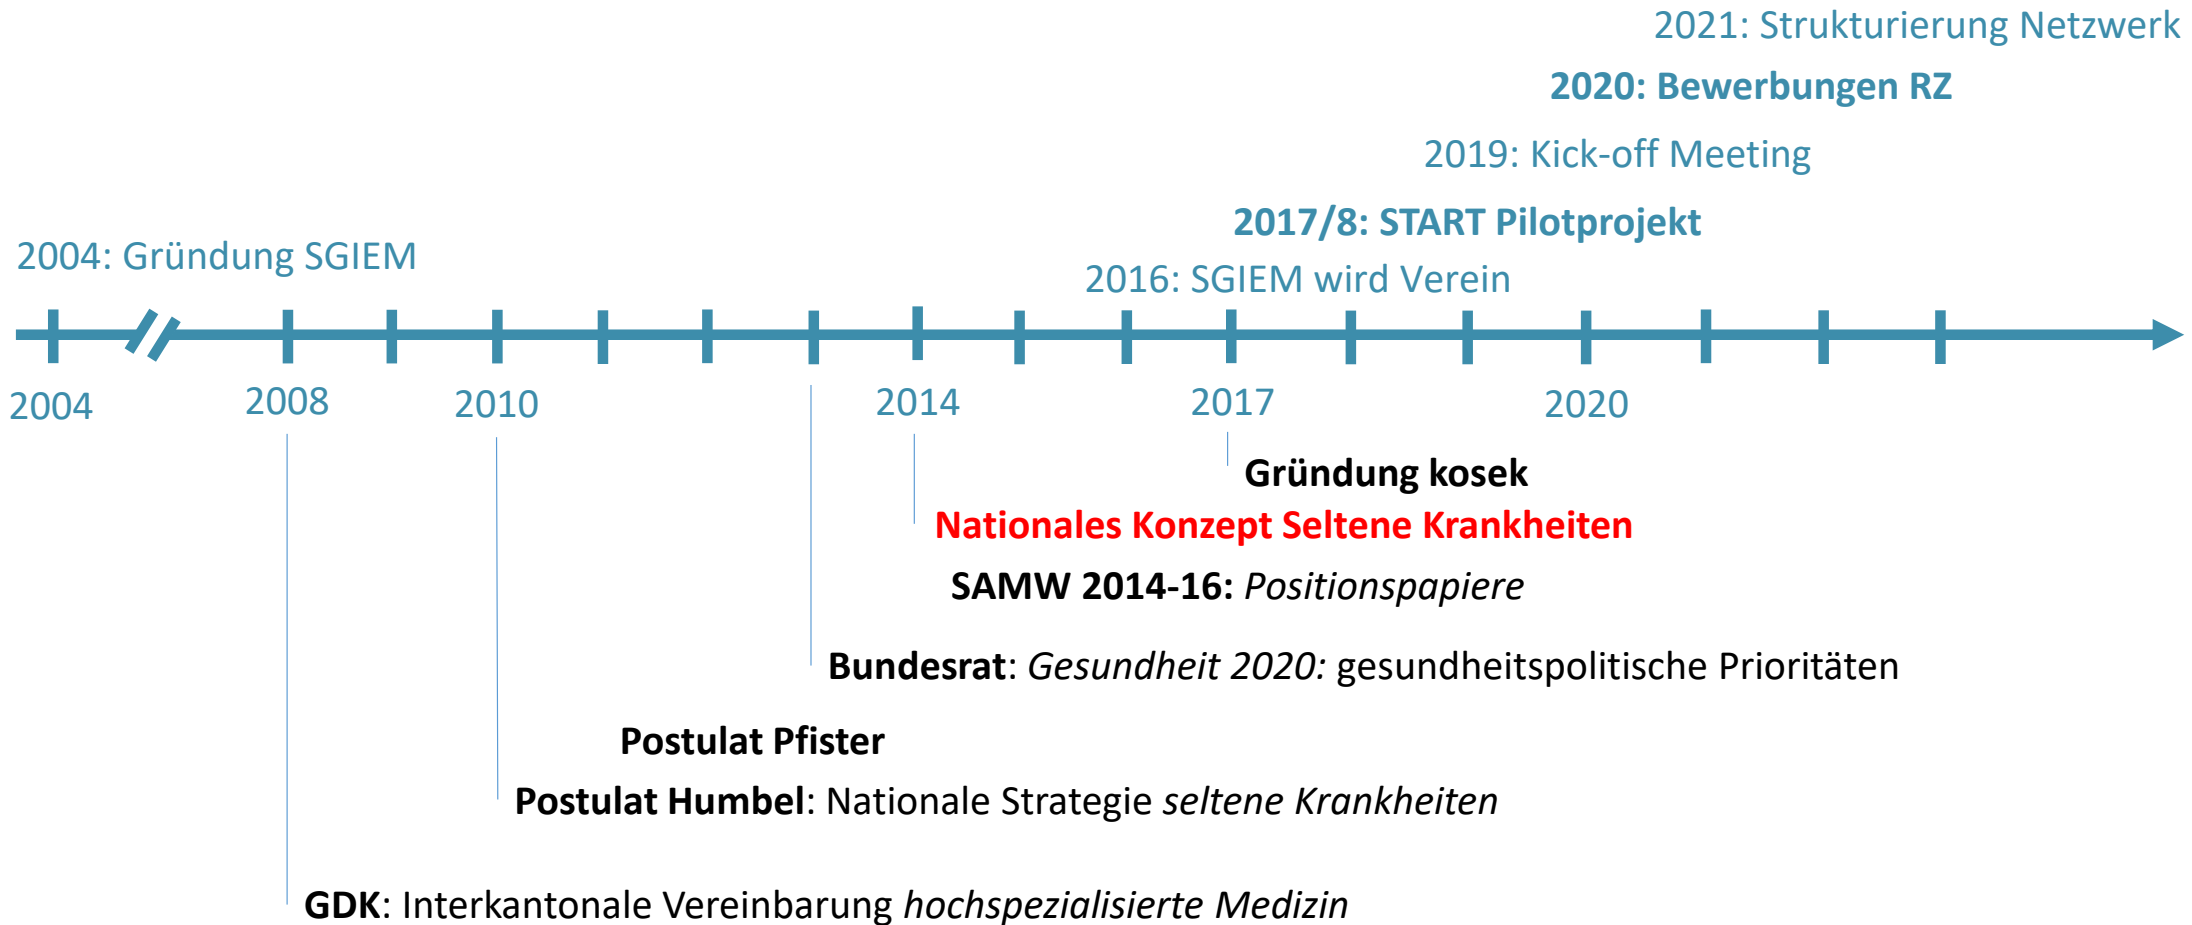 2021: Strukturierung Netzwerk
2020: Bewerbungen RZ
2019: Kick-off Meeting
2017/8: START Pilotprojekt
2004: Gründung SGIEM
2016: SGIEM wird Verein
2004
2008
2010
2014
2017
2020
Gründung kosek
Nationales Konzept Seltene Krankheiten
SAMW 2014-16: Positionspapiere
Bundesrat: Gesundheit 2020: gesundheitspolitische Prioritäten
Postulat Pfister
Postulat Humbel: Nationale Strategie seltene Krankheiten
GDK: Interkantonale Vereinbarung hochspezialisierte Medizin